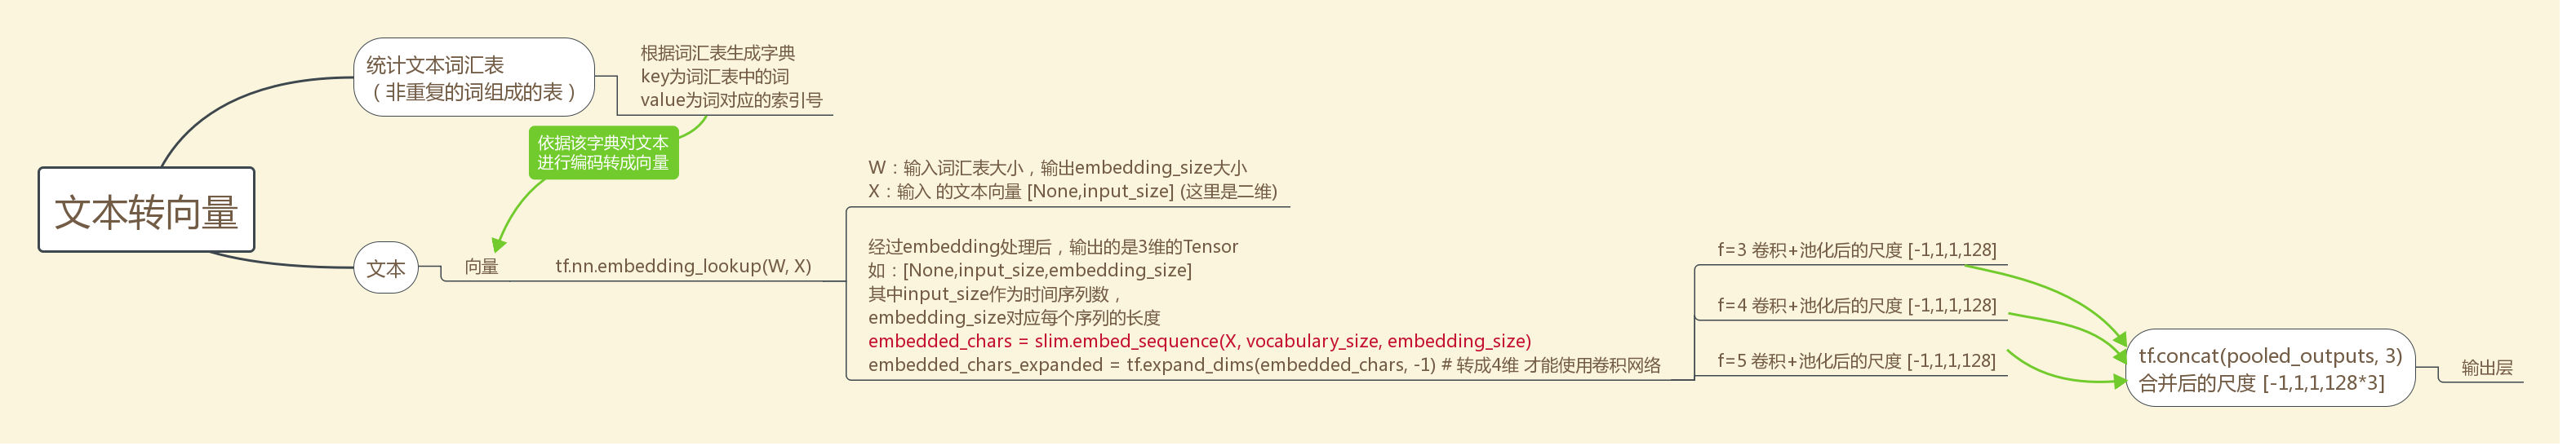 文本转向量
统计文本词汇表
（非重复的词组成的表）
根据词汇表生成字典
key为词汇表中的词
value为词对应的索引号
依据该字典对文本
进行编码转成向量
文本
向量
tf.nn.embedding_lookup(W, X)
W：输入词汇表大小，输出embedding_size大小
X：输入 的文本向量 [None,input_size] (这里是二维)
经过embedding处理后，输出的是3维的Tensor
如：[None,input_size,embedding_size]
其中input_size作为时间序列数，
embedding_size对应每个序列的长度
embedded_chars = slim.embed_sequence(X, vocabulary_size, embedding_size)
embedded_chars_expanded = tf.expand_dims(embedded_chars, -1) # 转成4维 才能使用卷积网络
f=3 卷积+池化后的尺度 [-1,1,1,128]
f=4 卷积+池化后的尺度 [-1,1,1,128]
f=5 卷积+池化后的尺度 [-1,1,1,128]
tf.concat(pooled_outputs, 3)
合并后的尺度 [-1,1,1,128*3]
输出层